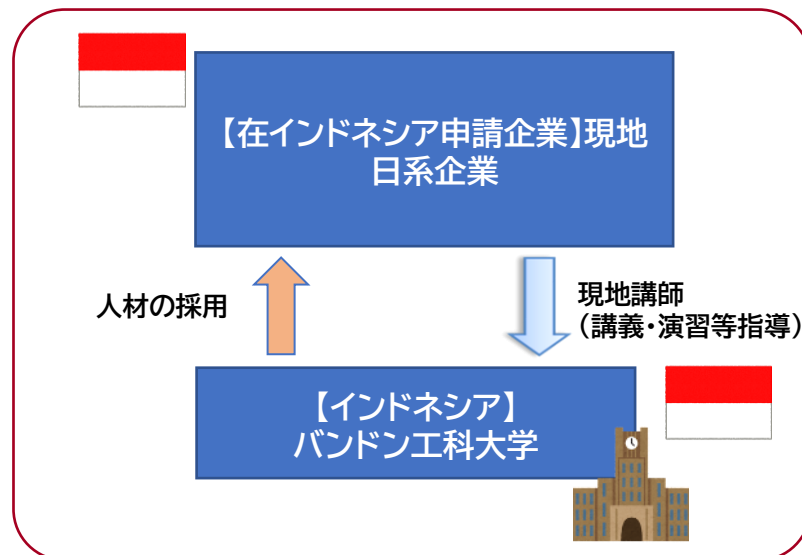 【在インドネシア申請企業】現地
日系企業
人材の採用
現地講師
（講義・演習等指導）
【インドネシア】
バンドン工科大学